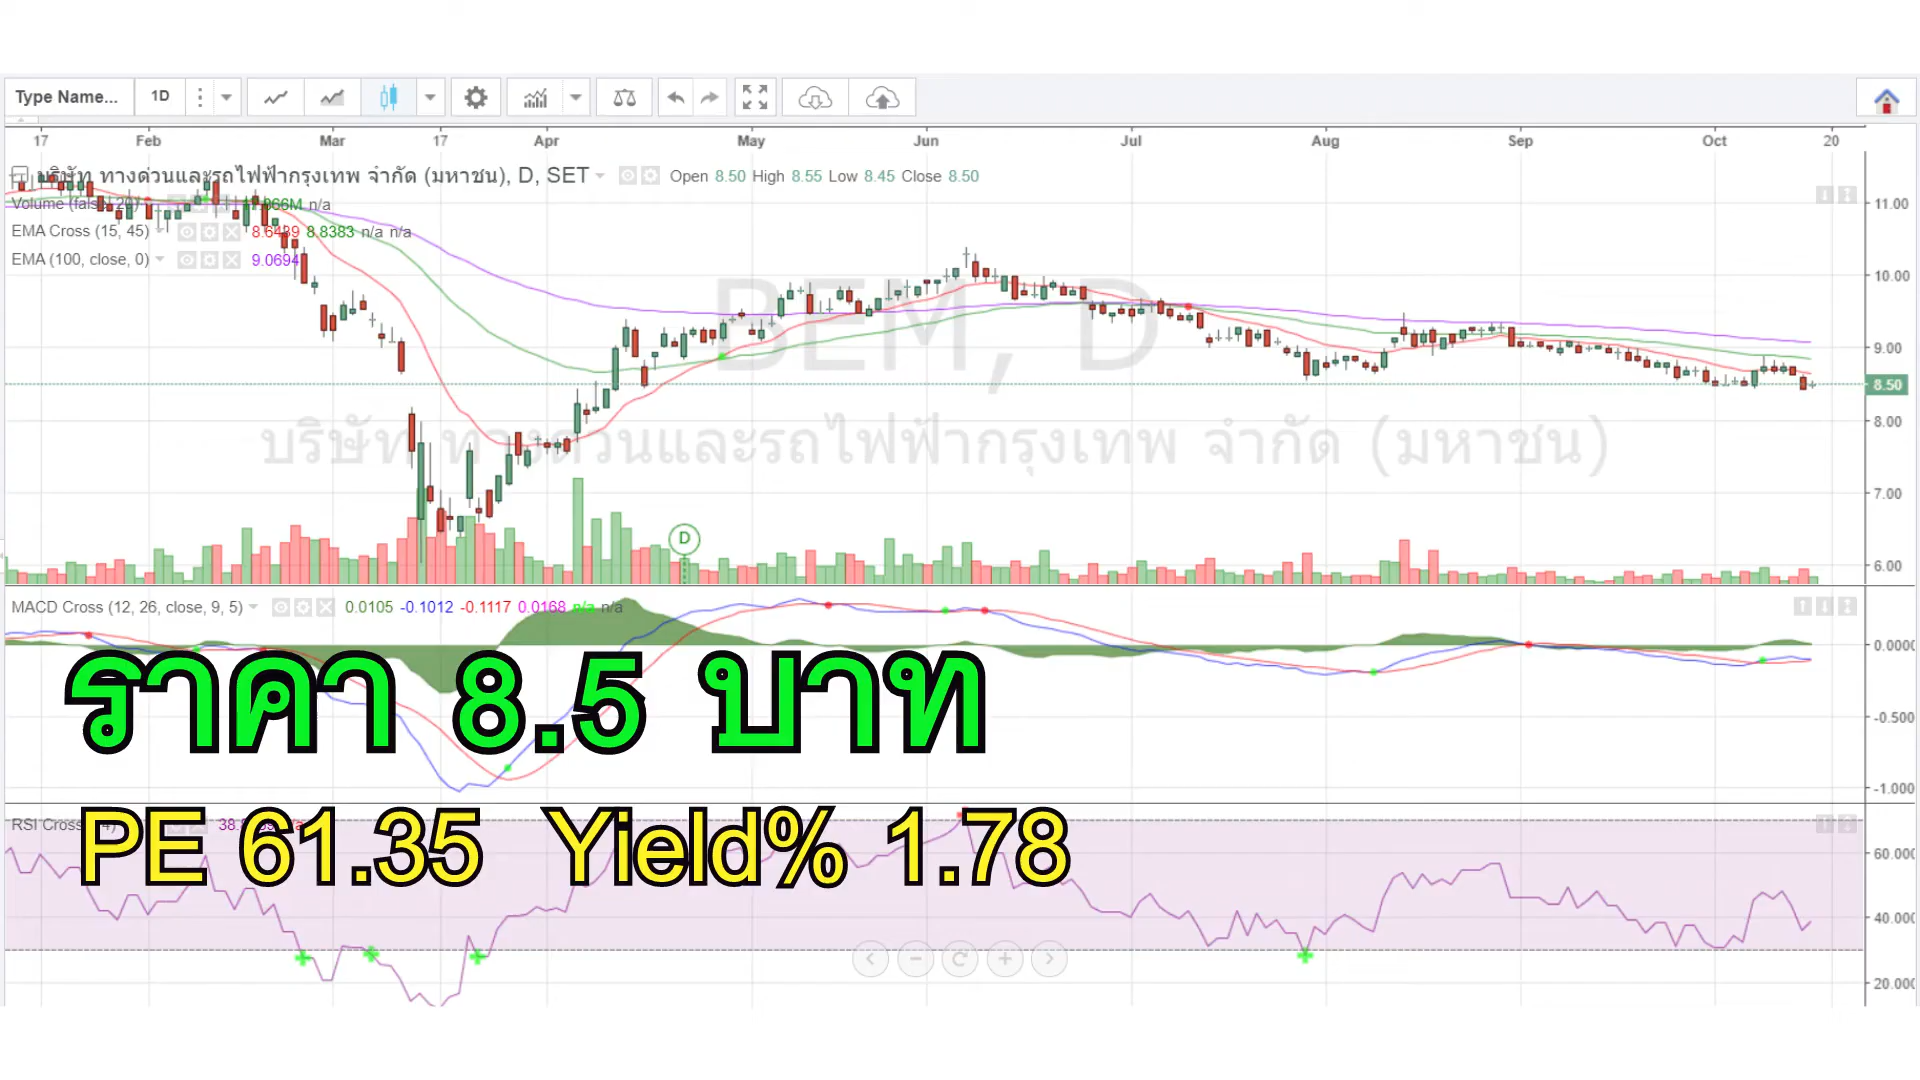 Type Name... 1D
17 Feb Mar 17 Apr May Jun Jul Aug Sep Oct 20
บริษัท ทางด่วนและรถไฟฟ้ากรุงเทพ จำกัด (มหาชน), D, SET Open 8.50 High 8.55 Low 8.45 Close 8.50
Volume (false, 20) n/a
EMA Cross (15, 45) 8.6439 8.8383 n/a n/a
EMA (100, close, 0) 9.0694
11.00
10.00
9.00
8.50
8.00
7.00
6.00
BEM, D
บริษัท ทางด่วนและรถไฟฟ้ากรุงเทพ จำกัด (มหาชน)
D
MACD Cross (12, 26, close, 9, 5) 0.0105 -0.1012 -0.1117 0.0168 n/a n/a
0.0000
-0.500
-1.000
ราคา 8.5 บาท
RSI Cross
PE 61.35 Yield% 1.78
60.000
40.000
20.000